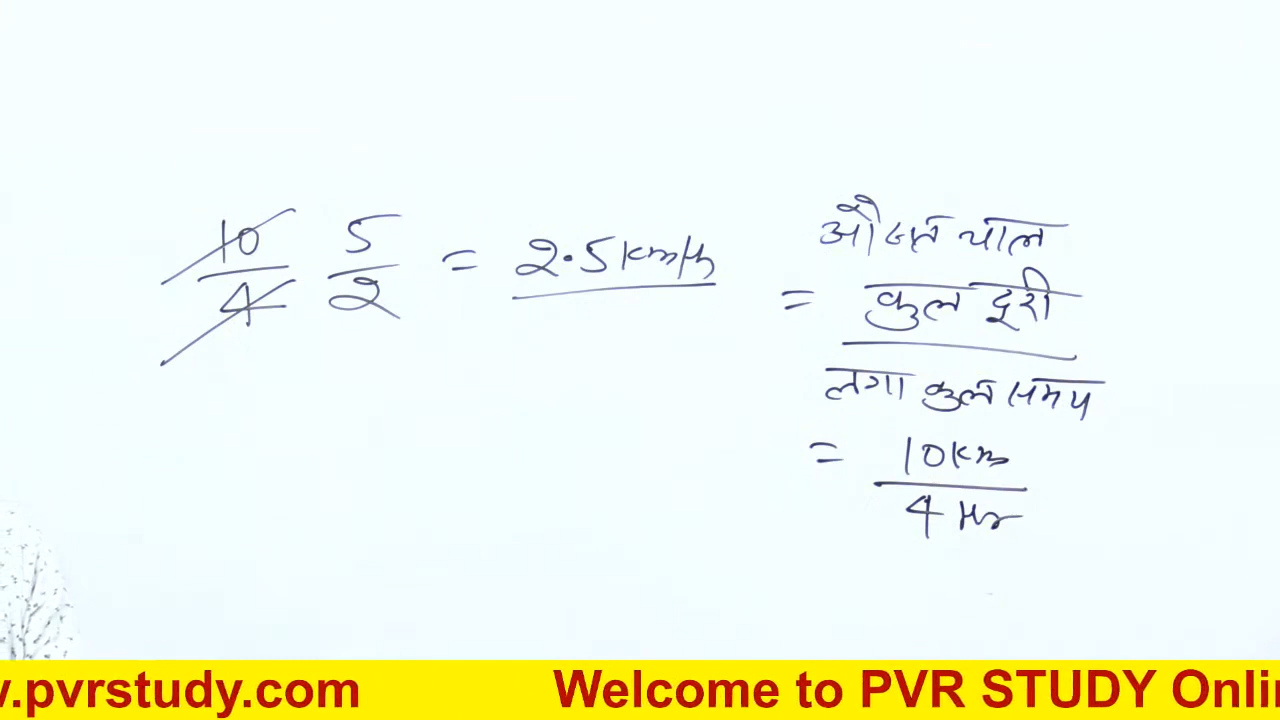 10/4 5/2 = 2.5 km/h
औसत चाल
= कुल दूरी
लगा कुल समय
= 10 km
4 Hr
w.pvrstudy.com Welcome to PVR STUDY Onli